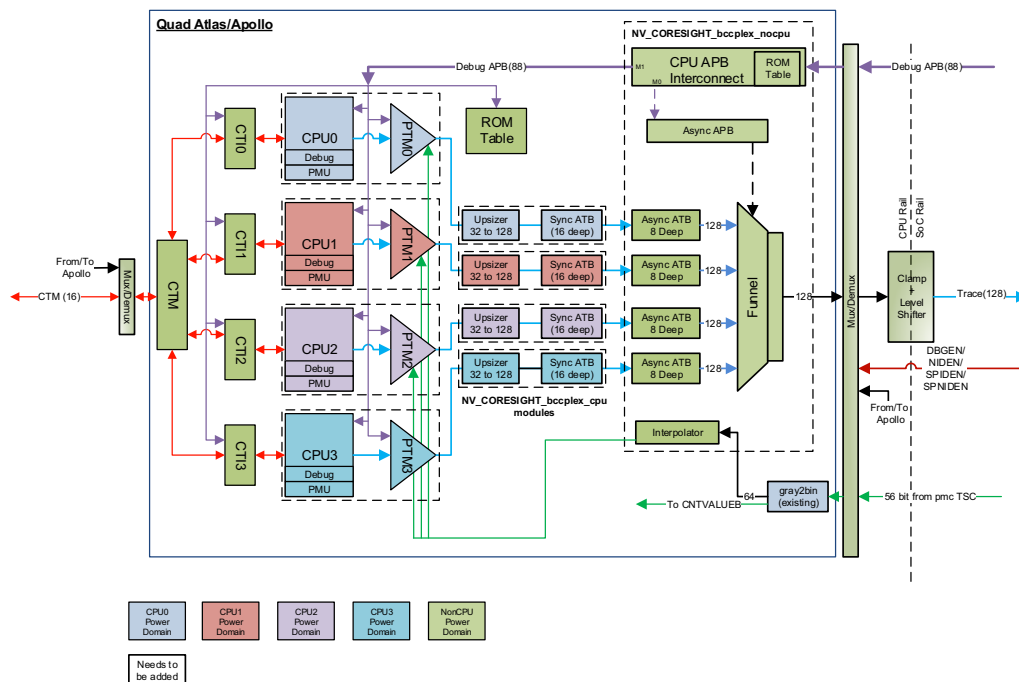 Quad Atlas/Apollo
NV_CORESIGHT_bccplex_nocpu
Debug APB(88)
M1
CPU APB
Interconnect
M0
ROM
Table
Debug APB(88)
CTI0
CPU0
Debug
PMU
PTM0
ROM
Table
Async APB
CTI1
CPU1
Debug
PMU
PTM1
Upsizer
32 to 128
Sync ATB
(16 deep)
Async ATB
8 Deep
128
Upsizer
32 to 128
Sync ATB
(16 deep)
Async ATB
8 Deep
128
CPU Rail
SoC Rail
From/To
Apollo
CTM (16)
Mux/Demux
CTM
Funnel
128
Mux/Demux
Clamp
+
Level
Shifter
Trace(128)
CTI2
CPU2
Debug
PMU
PTM2
Upsizer
32 to 128
Sync ATB
(16 deep)
Async ATB
8 Deep
128
Upsizer
32 to 128
Sync ATB
(16 deep)
Async ATB
8 Deep
128
DBGEN/
NIDEN/
SPIDEN/
SPNIDEN
NV_CORESIGHT_bccplex_cpu
modules
From/To
Apollo
CTI3
CPU3
Debug
PMU
PTM3
Interpolator
64
gray2bin
(existing)
To CNTVALUEB
56 bit from pmc TSC
CPU0
Power
Domain
CPU1
Power
Domain
CPU2
Power
Domain
CPU3
Power
Domain
NonCPU
Power
Domain
Needs to
be added